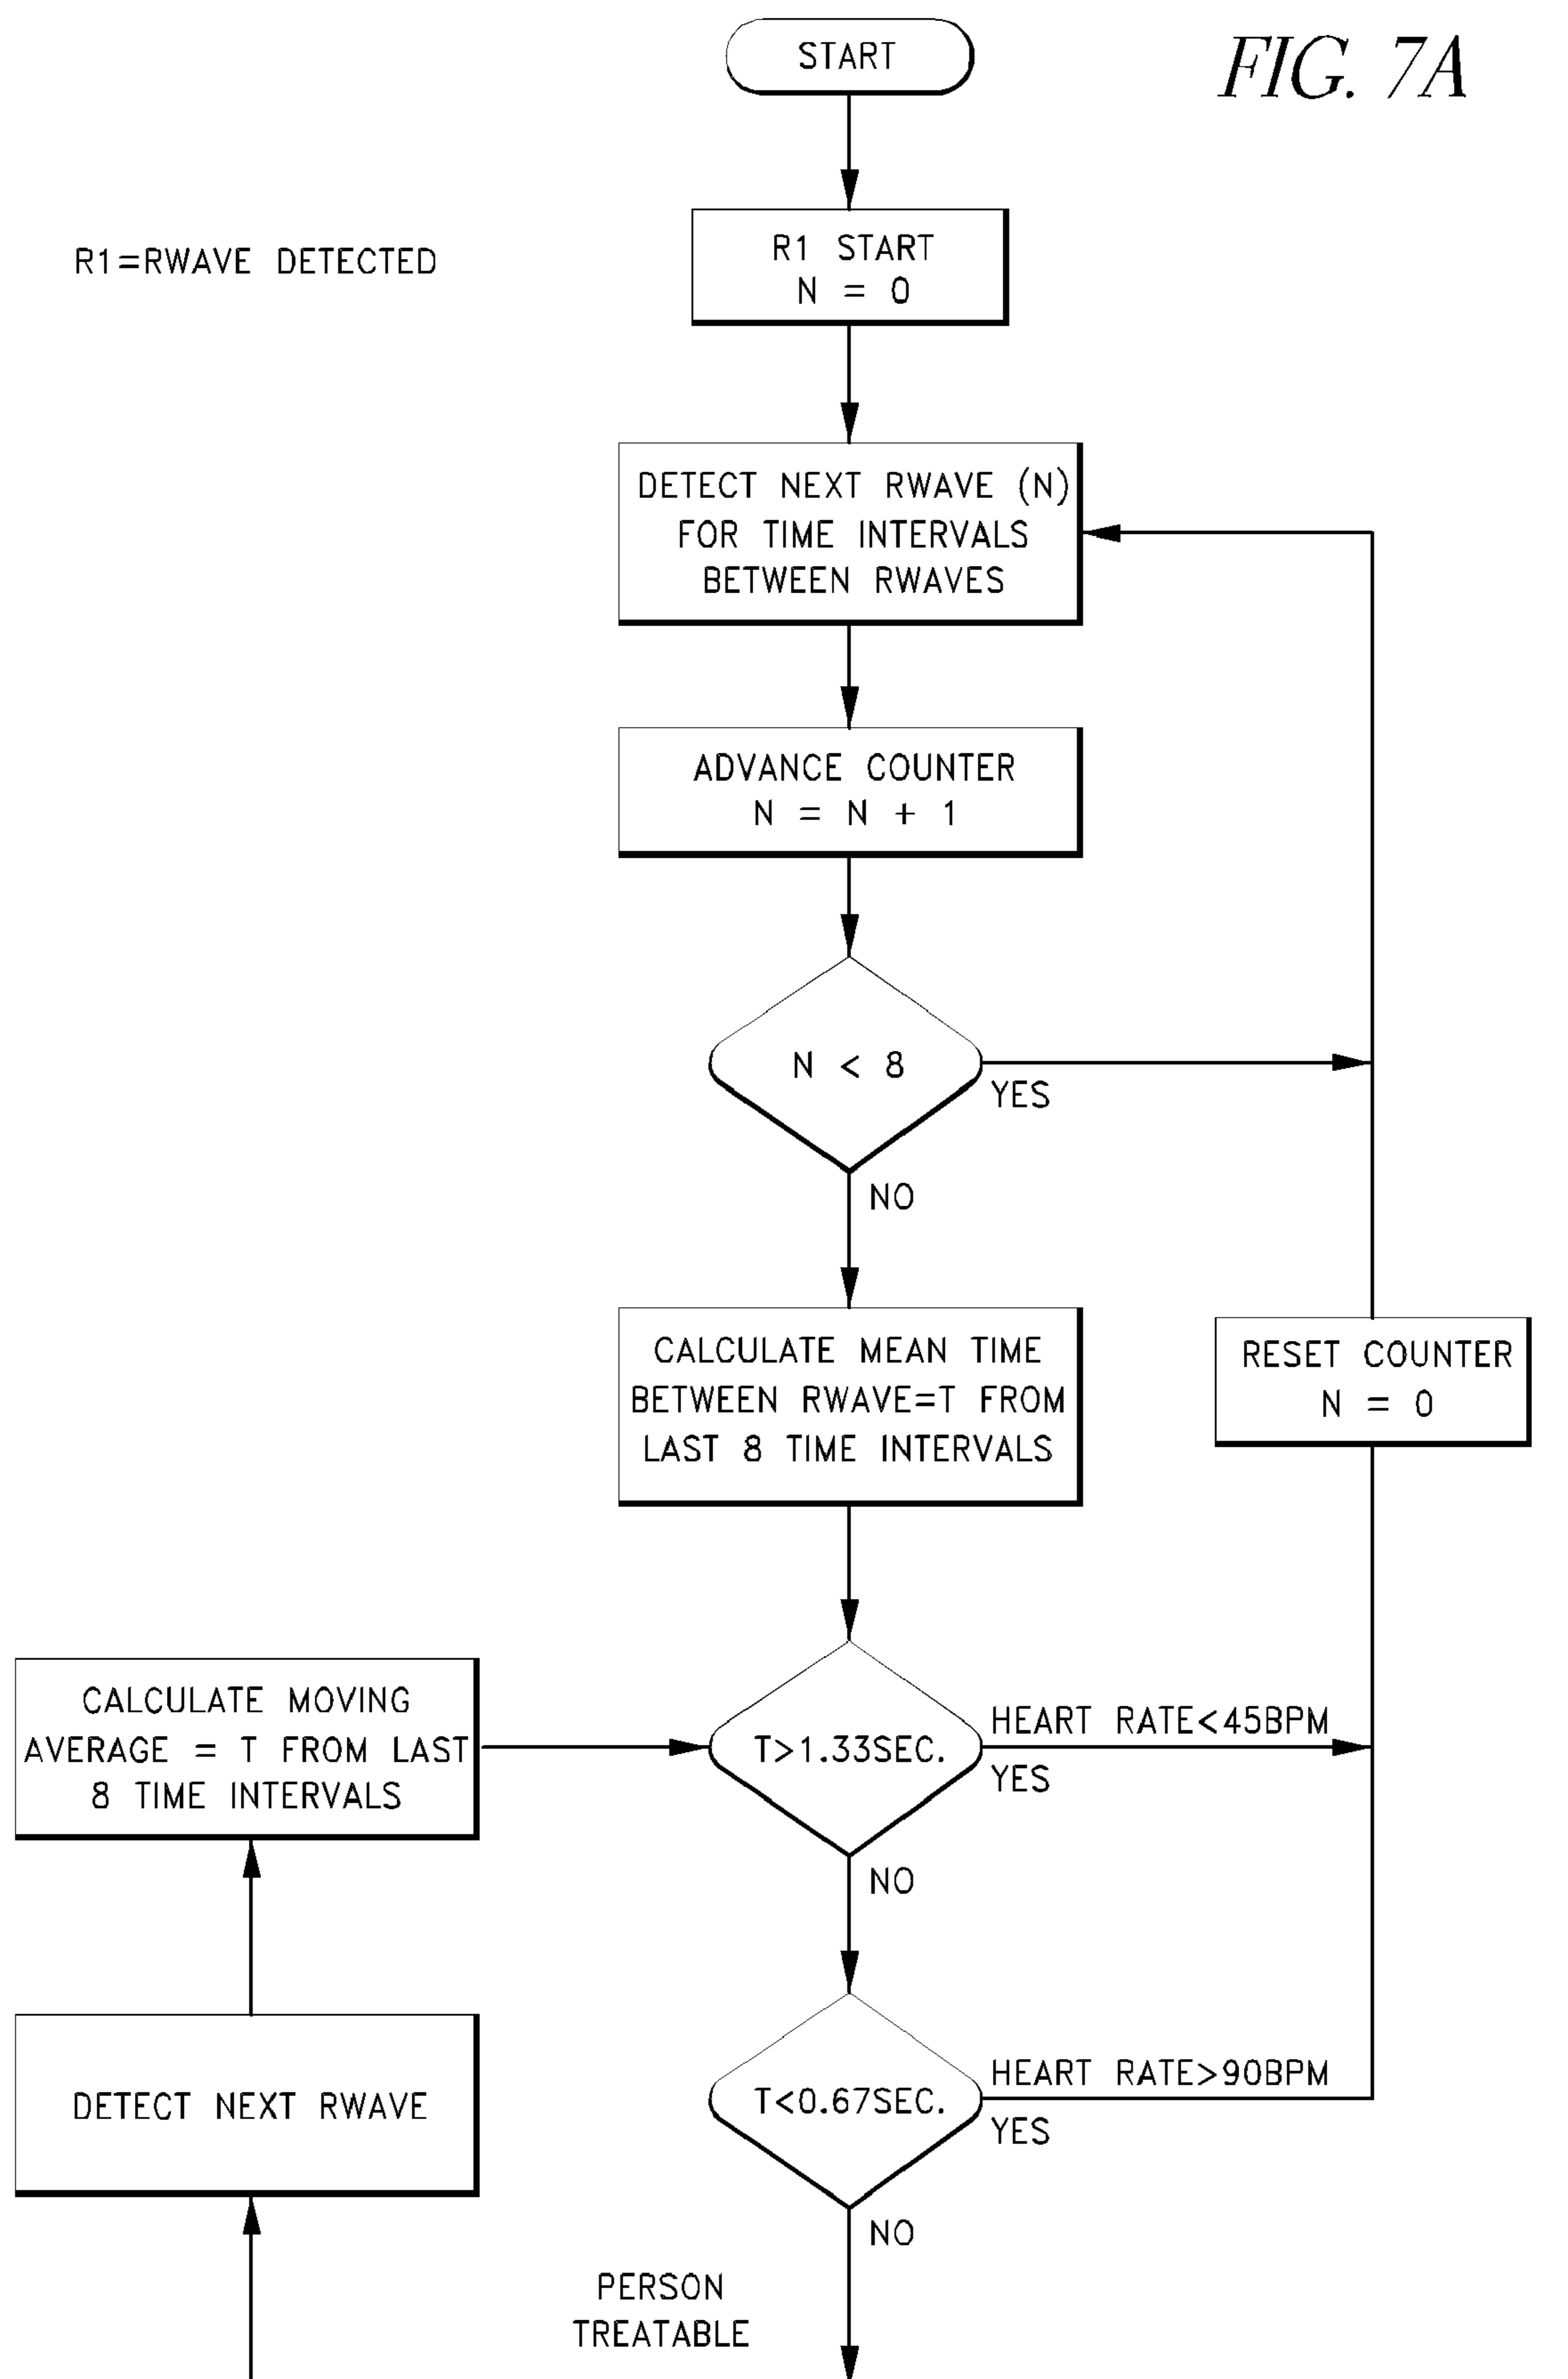 START
FIG. 7A
R1=RWAVE DETECTED
R1 START
N = 0
DETECT NEXT RWAVE (N)
FOR TIME INTERVALS
BETWEEN RWAVES
ADVANCE COUNTER
N = N + 1
N < 8
YES
NO
CALCULATE MEAN TIME
BETWEEN RWAVE=T FROM
LAST 8 TIME INTERVALS
RESET COUNTER
N = 0
CALCULATE MOVING
AVERAGE = T FROM LAST
8 TIME INTERVALS
T>1.33SEC.
HEART RATE<45BPM
YES
NO
DETECT NEXT RWAVE
T<0.67SEC.
HEART RATE>90BPM
YES
NO
PERSON
TREATABLE